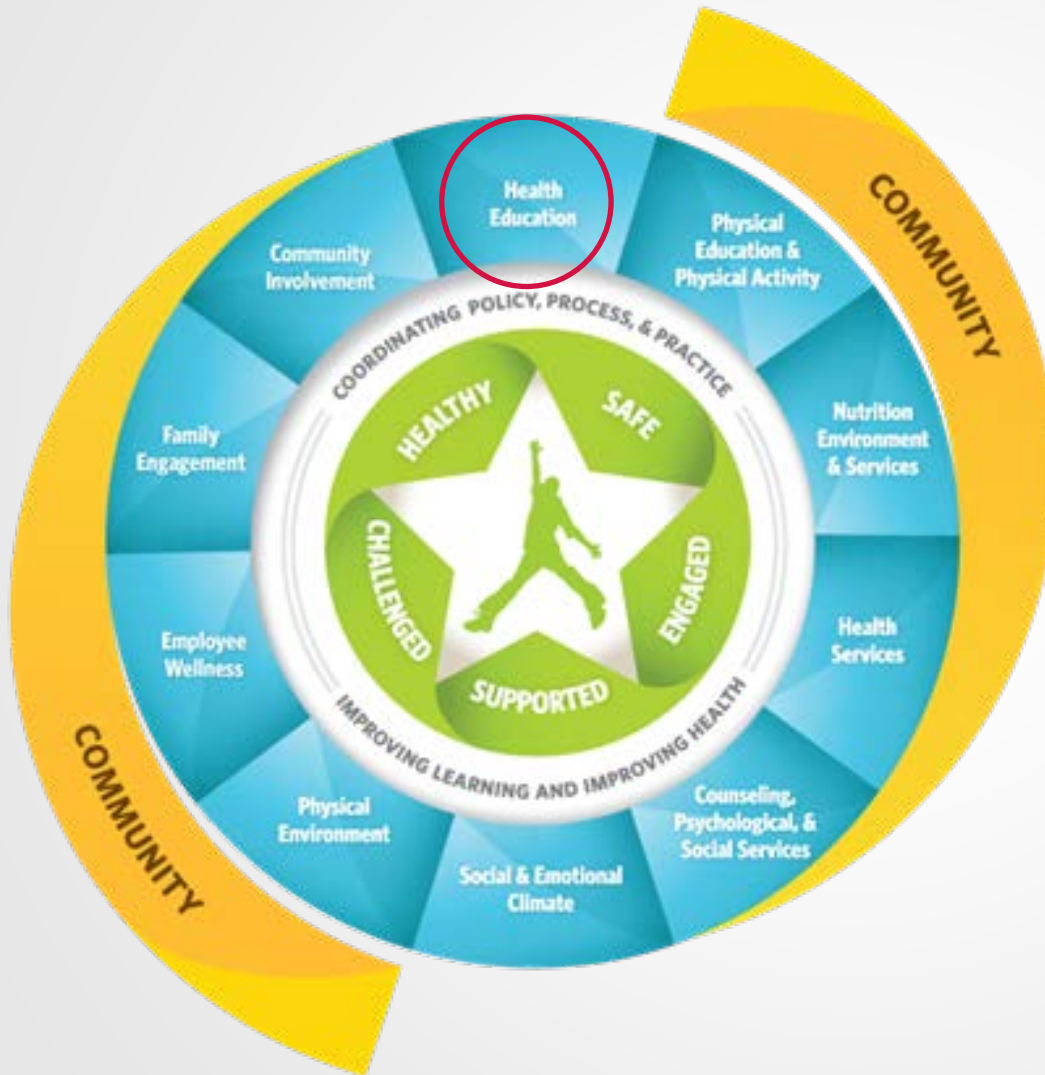 COMMUNITY
Health
Education
Physical
Education &
Physical Activity
Nutrition
Environment
& Services
Health
Services
Counseling,
Psychological, &
Social Services
Social & Emotional
Climate
Physical
Environment
Employee
Wellness
Family
Engagement
Community
Involvement
COORDINATING POLICY, PROCESS, & PRACTICE
IMPROVING LEARNING AND IMPROVING HEALTH
HEALTHY
SAFE
ENGAGED
SUPPORTED
CHALLENGED
COMMUNITY